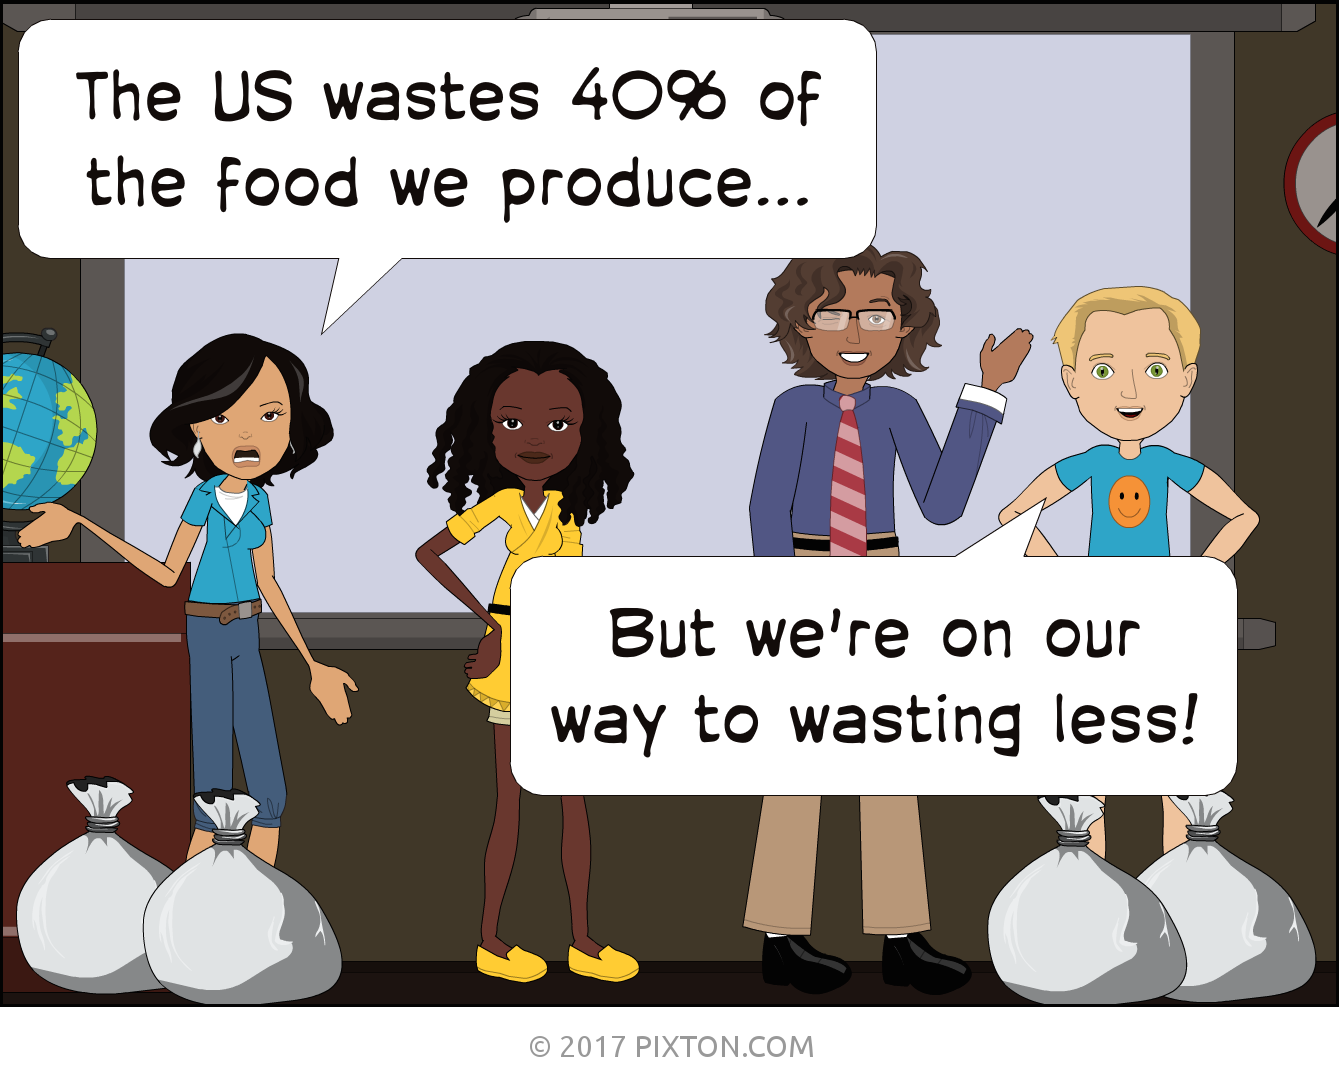 The US wastes 40% of
the food we produce...
But we're on our
way to wasting less!
© 2017 PIXTON.COM